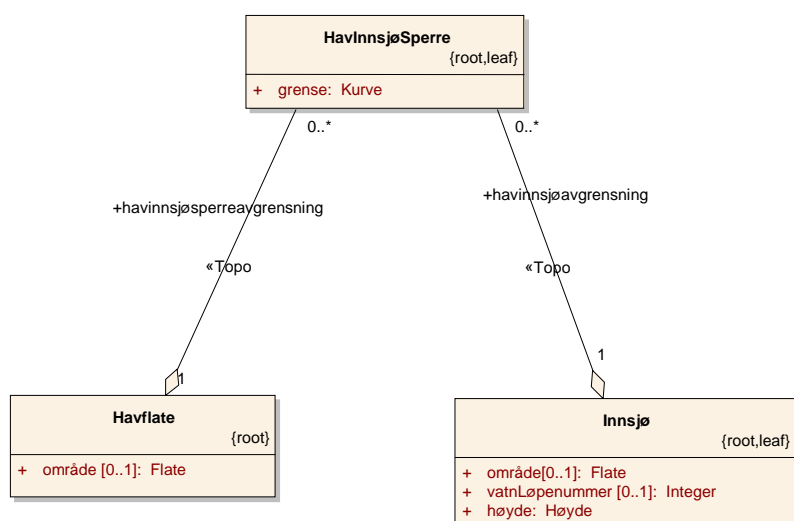 HavInnsjøSperre
{root,leaf}
+ grense: Kurve
0..* 0..*
+havinnsjøsperreavgrensning +havinnsjøavgrensning
«Topo «Topo
1 1
Havflate
{root}
+ område [0..1]: Flate
Innsjø
{root,leaf}
+ område[0..1]: Flate
+ vatnLøpenummer [0..1]: Integer
+ høyde: Høyde